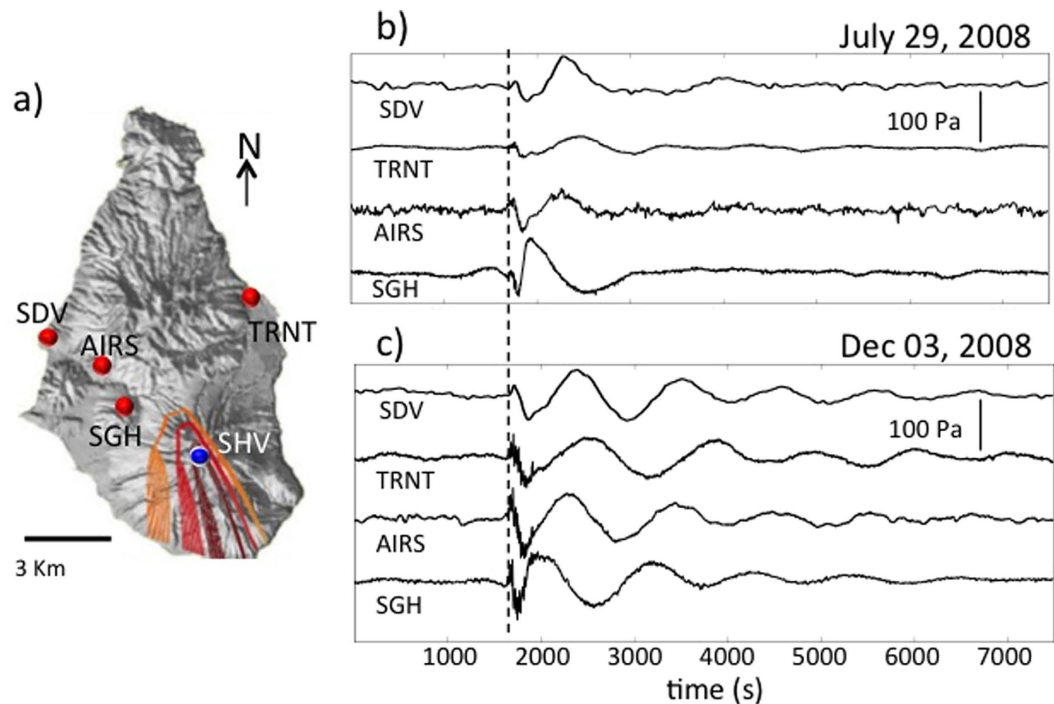 a)
N
SDV
AIRS
TRNT
SGH
SHV
3 Km
b)
July 29, 2008
SDV
100 Pa
TRNT
AIRS
SGH
c)
Dec 03, 2008
SDV
100 Pa
TRNT
AIRS
SGH
1000 2000 3000 4000 5000 6000 7000
time (s)